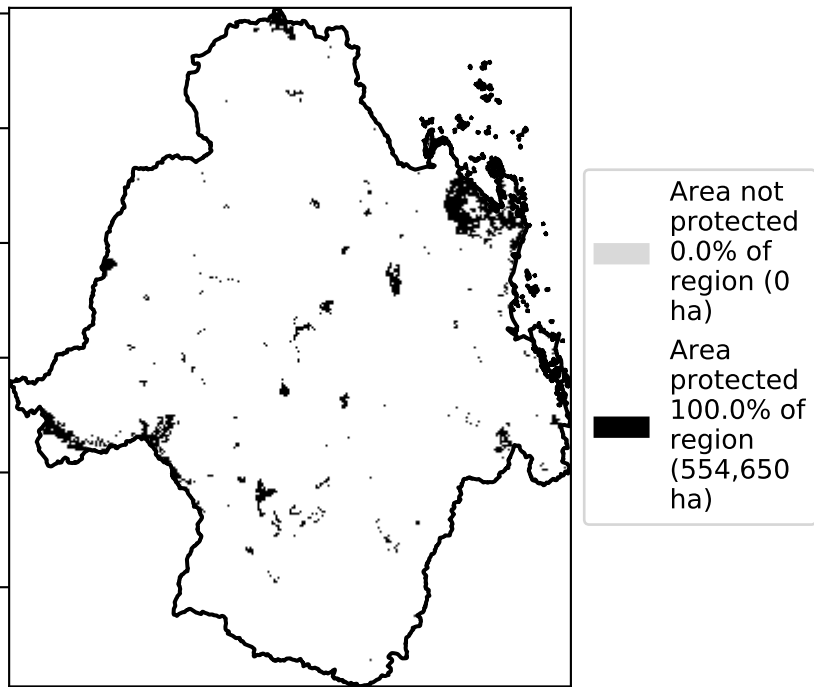 Area not
protected
0.0% of
region (0
ha)
Area
protected
100.0% of
region
(554,650
ha)